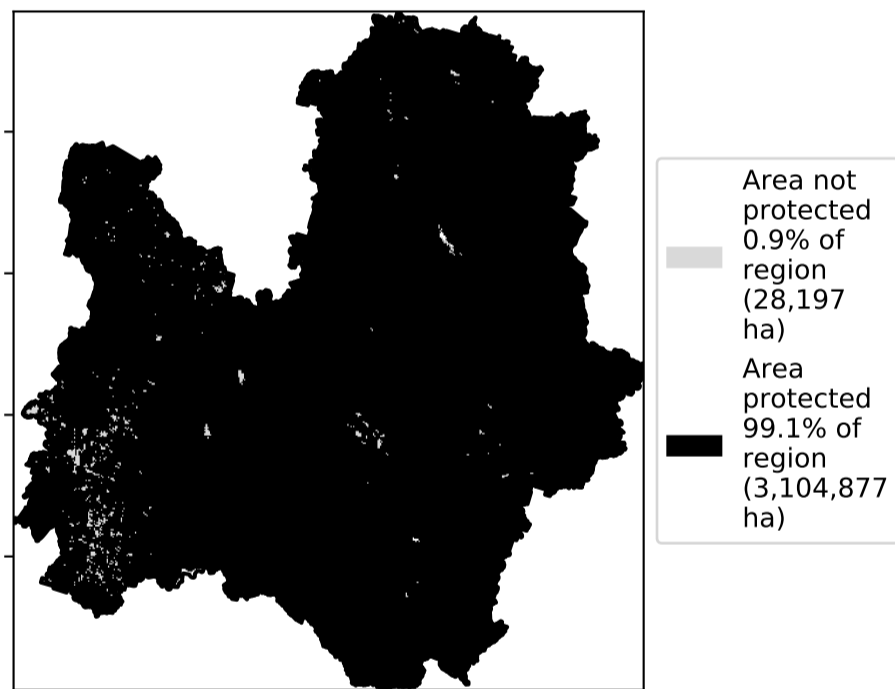 Area not
protected
0.9% of
region
(28,197
ha)
Area
protected
99.1% of
region
(3,104,877
ha)